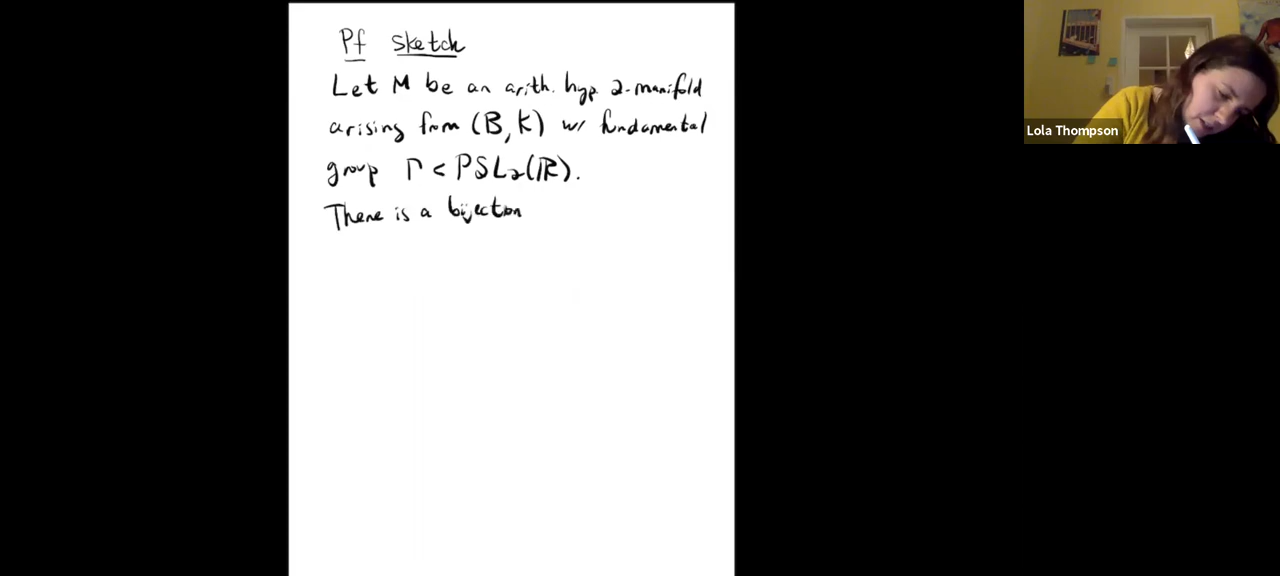 Pf sketch
Let M be an arith. hyp. 2-manifold
arising from (B, K) w/ fundamental
group Γ < PSL₂(ℝ).
There is a bijection
Lola Thompson